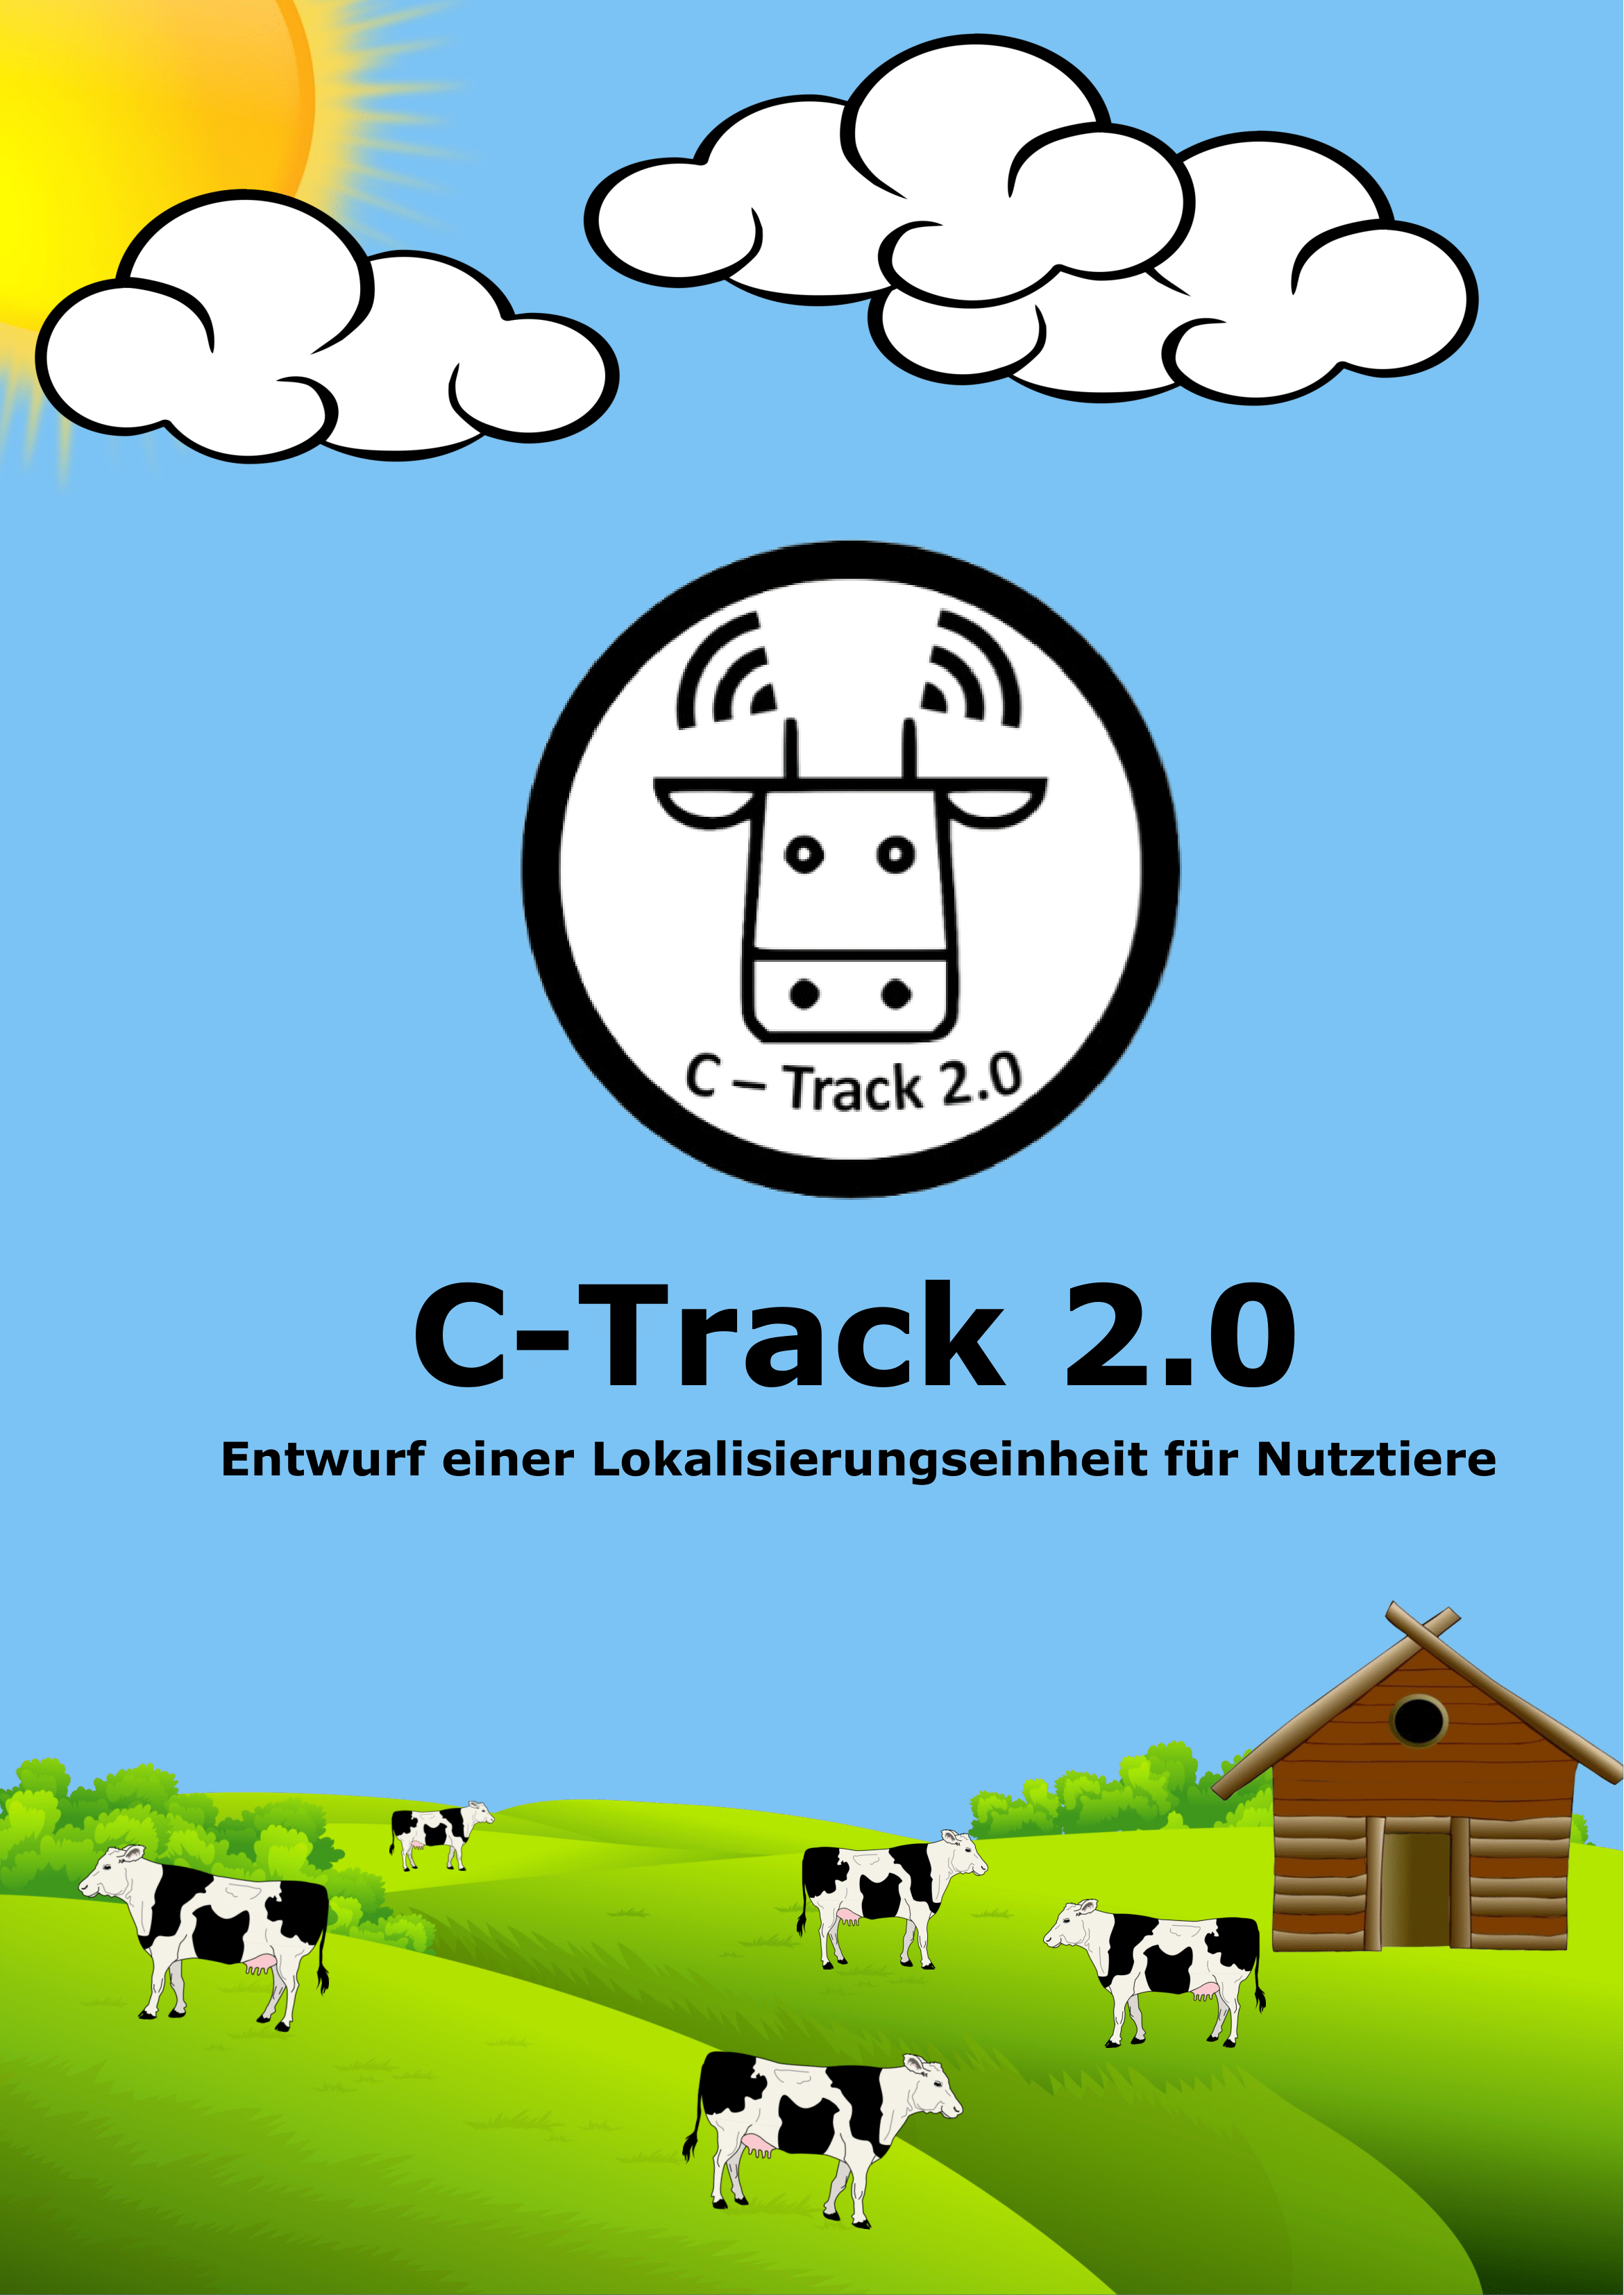 C – Track 2.0
C-Track 2.0
Entwurf einer Lokalisierungseinheit für Nutztiere